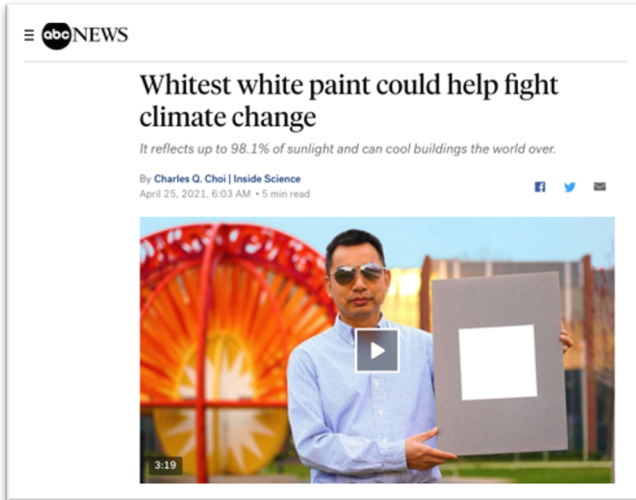 abc NEWS
Whitest white paint could help fight
climate change
It reflects up to 98.1% of sunlight and can cool buildings the world over.
By Charles Q. Choi | Inside Science
April 25, 2021, 6:03 AM • 5 min read
3:19